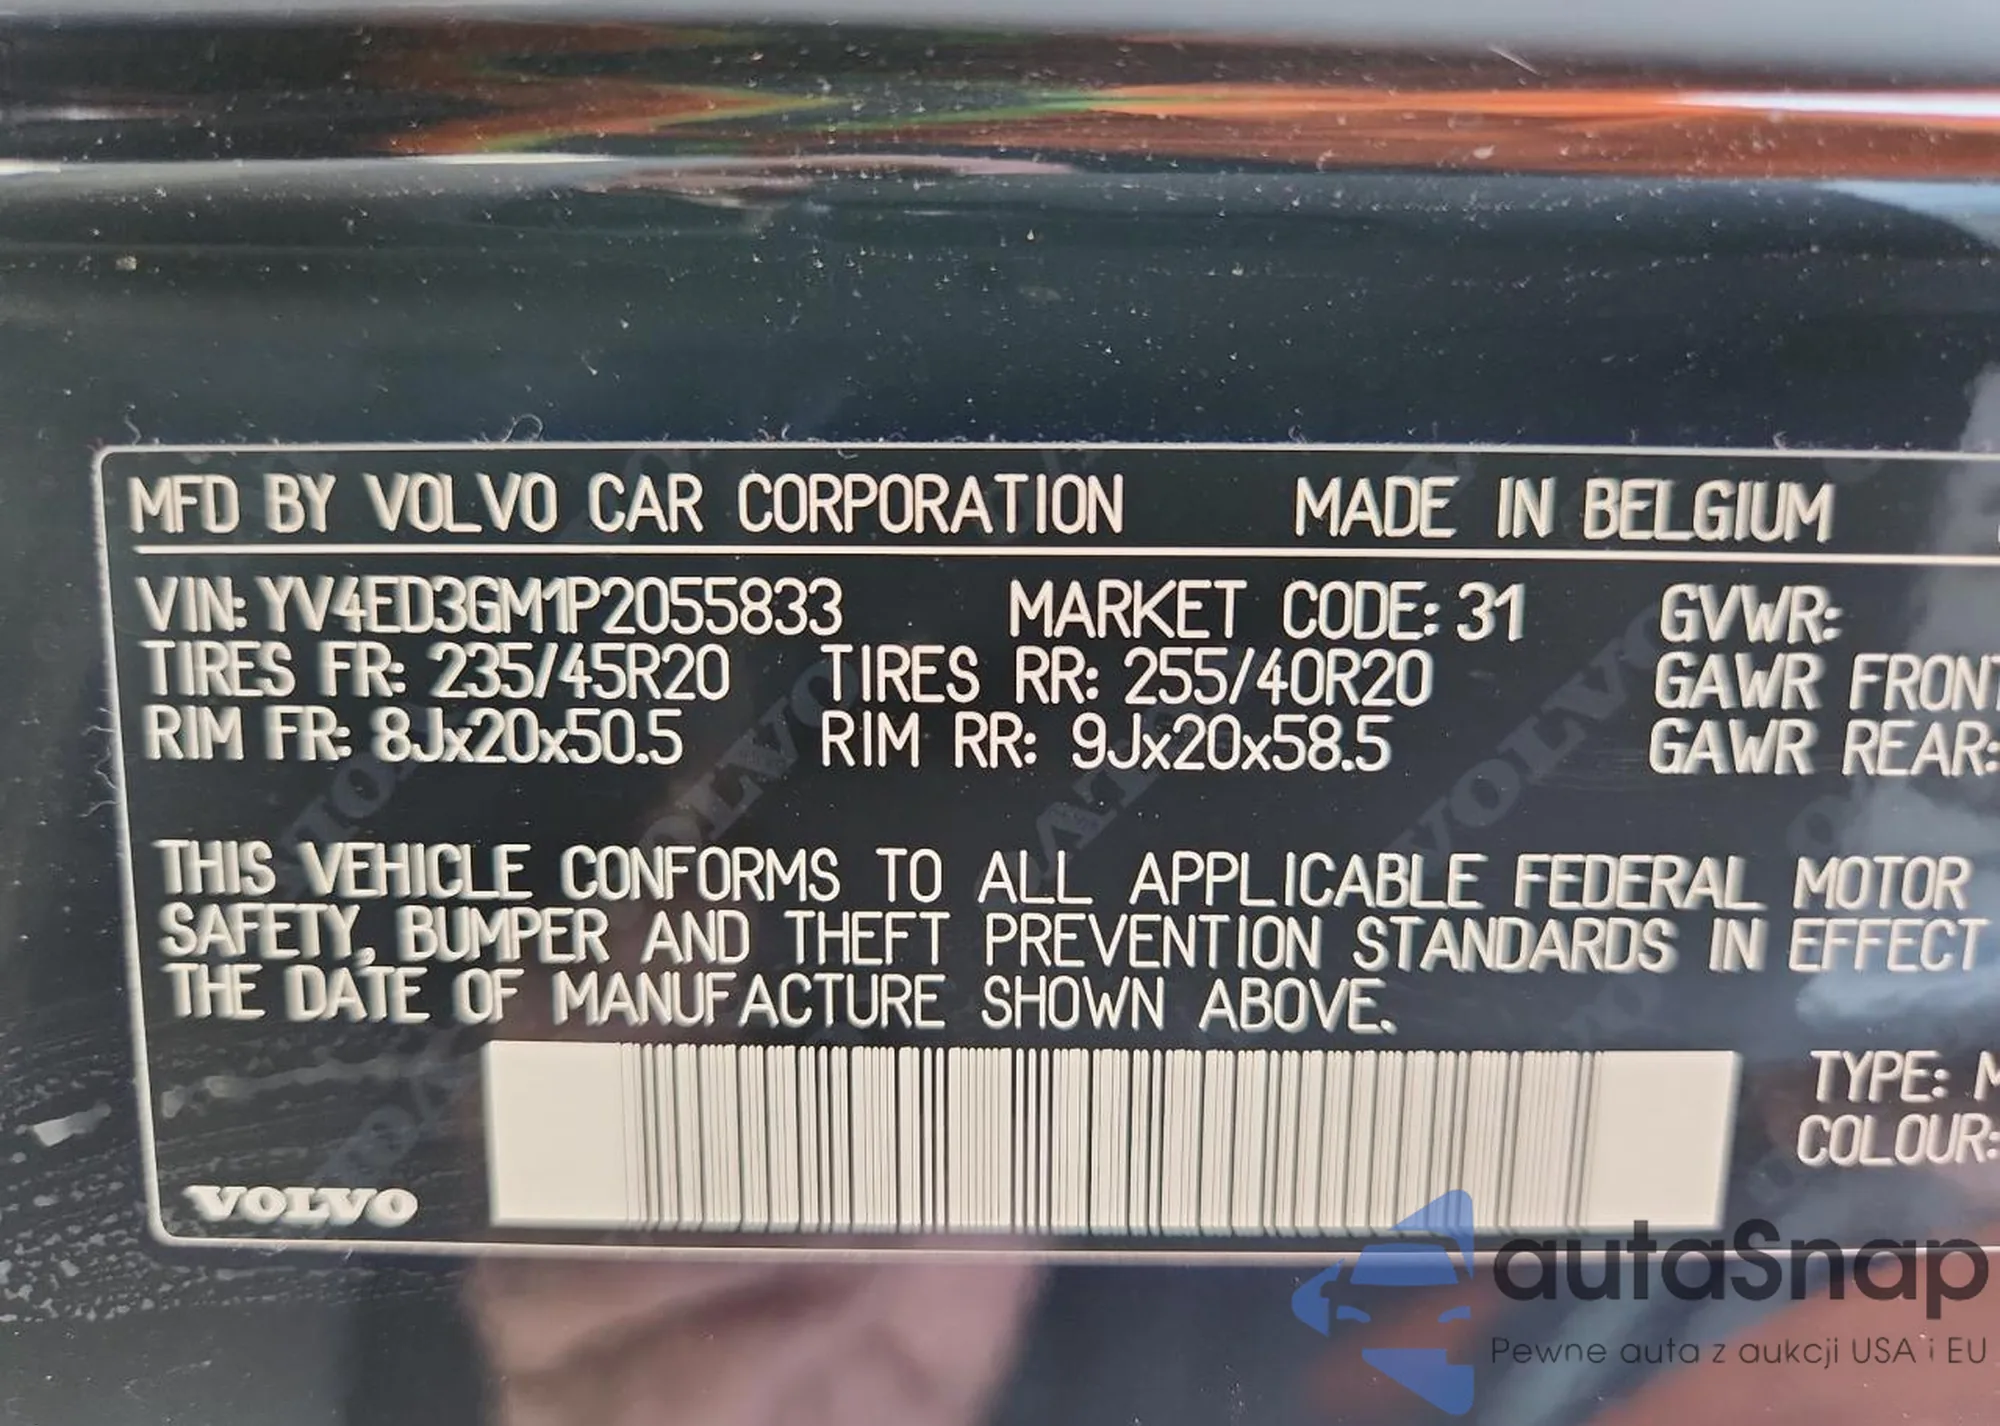 MFD BY VOLVO CAR CORPORATION MADE IN BELGIUM
VIN: YV4ED3GM1P2055833 MARKET CODE: 31 GVWR:
TIRES FR: 235/45R20 TIRES RR: 255/40R20 GAWR FRONT
RIM FR: 8Jx20x50.5 RIM RR: 9Jx20x58.5 GAWR REAR:
THIS VEHICLE CONFORMS TO ALL APPLICABLE FEDERAL MOTOR
SAFETY, BUMPER AND THEFT PREVENTION STANDARDS IN EFFECT
THE DATE OF MANUFACTURE SHOWN ABOVE.
TYPE: M
COLOUR:
VOLVO
autaSnap
Pewne auta z aukcji USA i EU